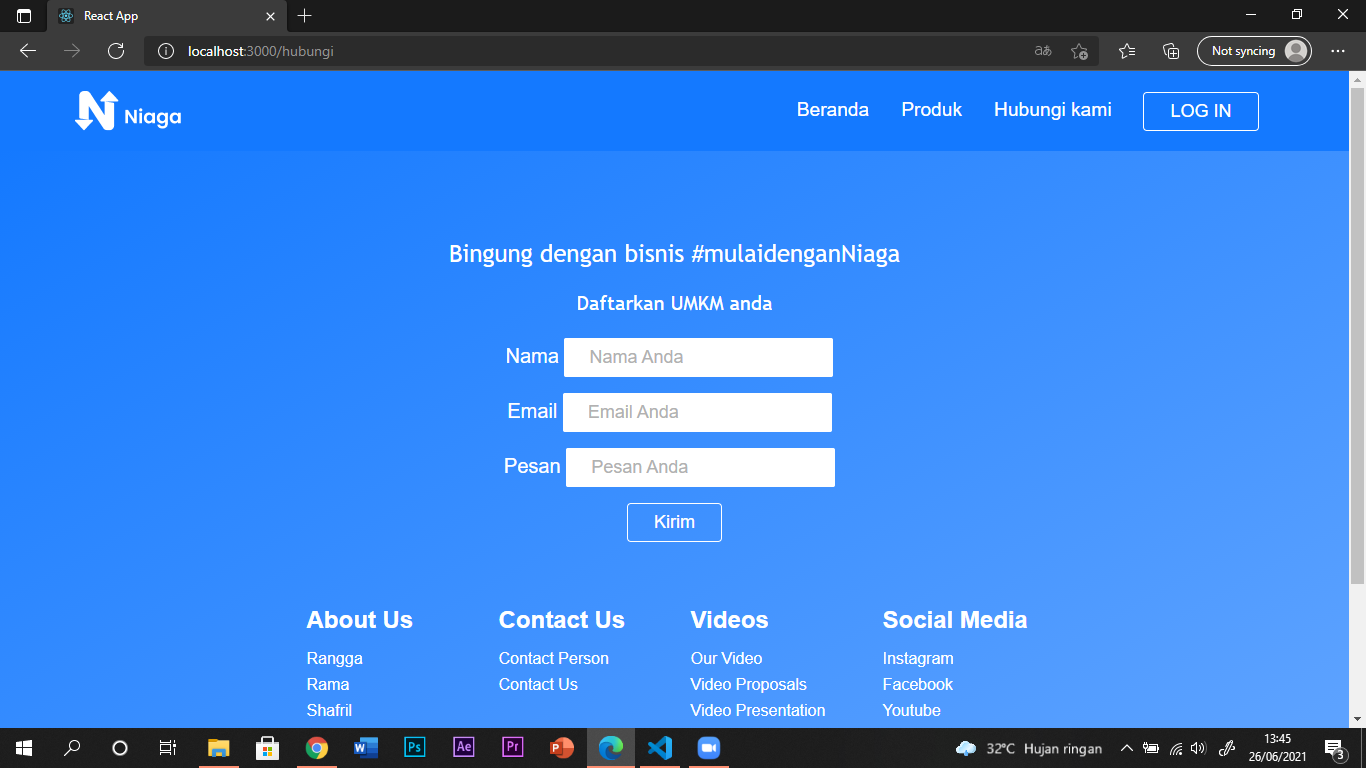 React App
localhost:3000/hubungi
Not syncing
Niaga
Beranda Produk Hubungi kami LOG IN
Bingung dengan bisnis #mulaidenganNiaga
Daftarkan UMKM anda
Nama Nama Anda
Email Email Anda
Pesan Pesan Anda
Kirim
About Us Contact Us Videos Social Media
Rangga Contact Person Our Video Instagram
Rama Contact Us Video Proposals Facebook
Shafril Video Presentation Youtube
Ps Ae Pr
32°C Hujan ringan
13:45
26/06/2021
3